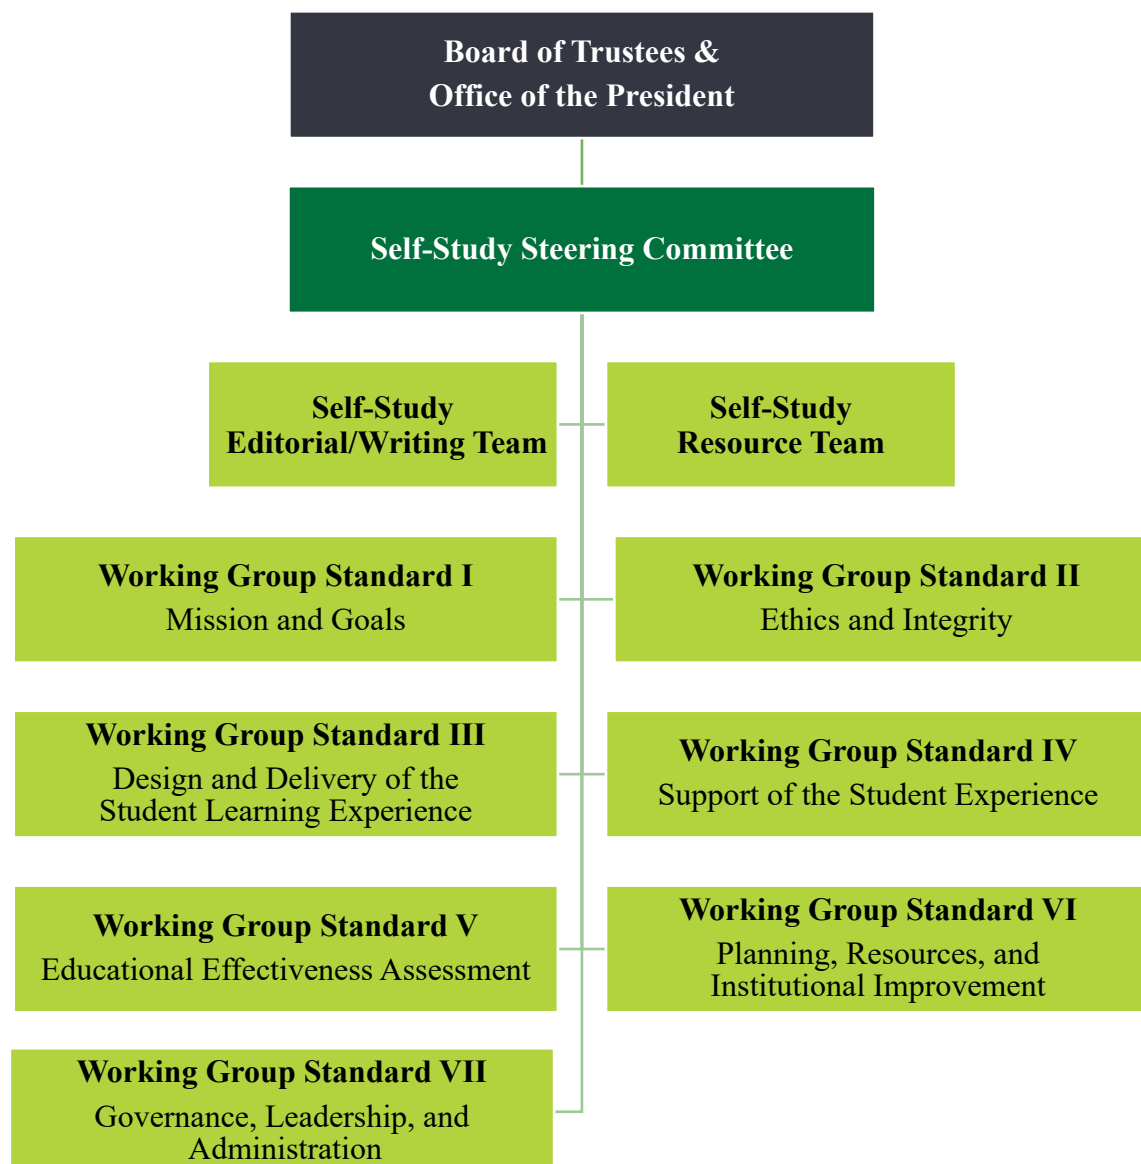 Board of Trustees &
Office of the President
Self-Study Steering Committee
Self-Study
Editorial/Writing Team
Self-Study
Resource Team
Working Group Standard I
Mission and Goals
Working Group Standard II
Ethics and Integrity
Working Group Standard III
Design and Delivery of the
Student Learning Experience
Working Group Standard IV
Support of the Student Experience
Working Group Standard V
Educational Effectiveness Assessment
Working Group Standard VI
Planning, Resources, and
Institutional Improvement
Working Group Standard VII
Governance, Leadership, and
Administration